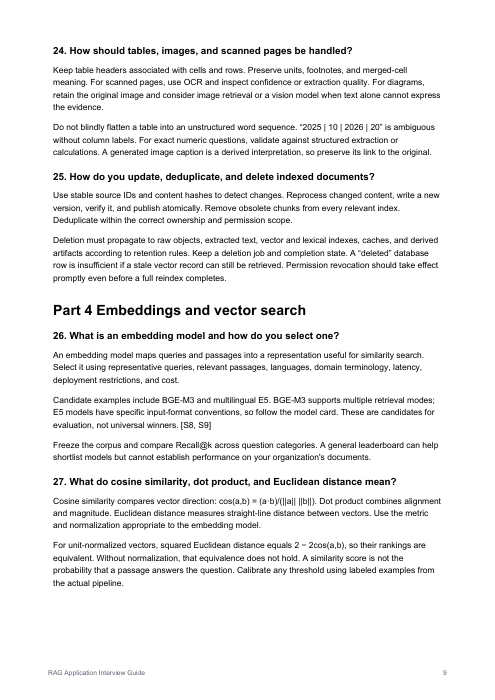 24. How should tables, images, and scanned pages be handled?
Keep table headers associated with cells and rows. Preserve units, footnotes, and merged-cell
meaning. For scanned pages, use OCR and inspect confidence or extraction quality. For diagrams,
retain the original image and consider image retrieval or a vision model when text alone cannot express
the evidence.
Do not blindly flatten a table into an unstructured word sequence. “2025 | 10 | 2026 | 20” is ambiguous
without column labels. For exact numeric questions, validate against structured extraction or
calculations. A generated image caption is a derived interpretation, so preserve its link to the original.
25. How do you update, deduplicate, and delete indexed documents?
Use stable source IDs and content hashes to detect changes. Reprocess changed content, write a new
version, verify it, and publish atomically. Remove obsolete chunks from every relevant index.
Deduplicate within the correct ownership and permission scope.
Deletion must propagate to raw objects, extracted text, vector and lexical indexes, caches, and derived
artifacts according to retention rules. Keep a deletion job and completion state. A “deleted” database
row is insufficient if a stale vector record can still be retrieved. Permission revocation should take effect
promptly even before a full reindex completes.
Part 4 Embeddings and vector search
26. What is an embedding model and how do you select one?
An embedding model maps queries and passages into a representation useful for similarity search.
Select it using representative queries, relevant passages, languages, domain terminology, latency,
deployment restrictions, and cost.
Candidate examples include BGE-M3 and multilingual E5. BGE-M3 supports multiple retrieval modes;
E5 models have specific input-format conventions, so follow the model card. These are candidates for
evaluation, not universal winners. [S8, S9]
Freeze the corpus and compare Recall@k across question categories. A general leaderboard can help
shortlist models but cannot establish performance on your organization's documents.
27. What do cosine similarity, dot product, and Euclidean distance mean?
Cosine similarity compares vector direction: cos(a,b) = (a·b)/(||a|| ||b||). Dot product combines alignment
and magnitude. Euclidean distance measures straight-line distance between vectors. Use the metric
and normalization appropriate to the embedding model.
For unit-normalized vectors, squared Euclidean distance equals 2 − 2cos(a,b), so their rankings are
equivalent. Without normalization, that equivalence does not hold. A similarity score is not the
probability that a passage answers the question. Calibrate any threshold using labeled examples from
the actual pipeline.
RAG Application Interview Guide
9